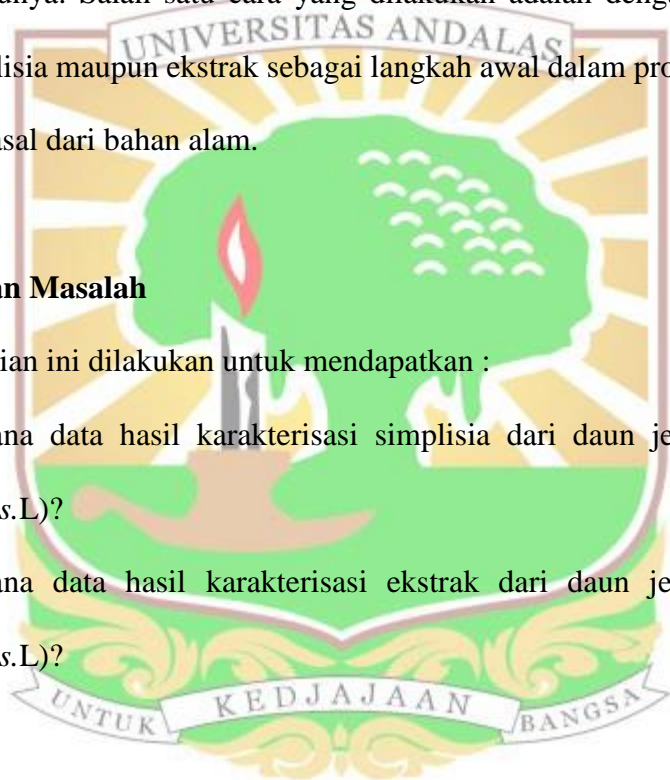 unya. Salah satu cara yang dilakukan adalah deng
UNIVERSITAS ANDALAS
lisia maupun ekstrak sebagai langkah awal dalam pro
asal dari bahan alam.
an Masalah
ian ini dilakukan untuk mendapatkan :
ana data hasil karakterisasi simplisia dari daun je
s.L)?
ana data hasil karakterisasi ekstrak dari daun je
s.L)?
UNTUK KEDJAJAAN BANGSA